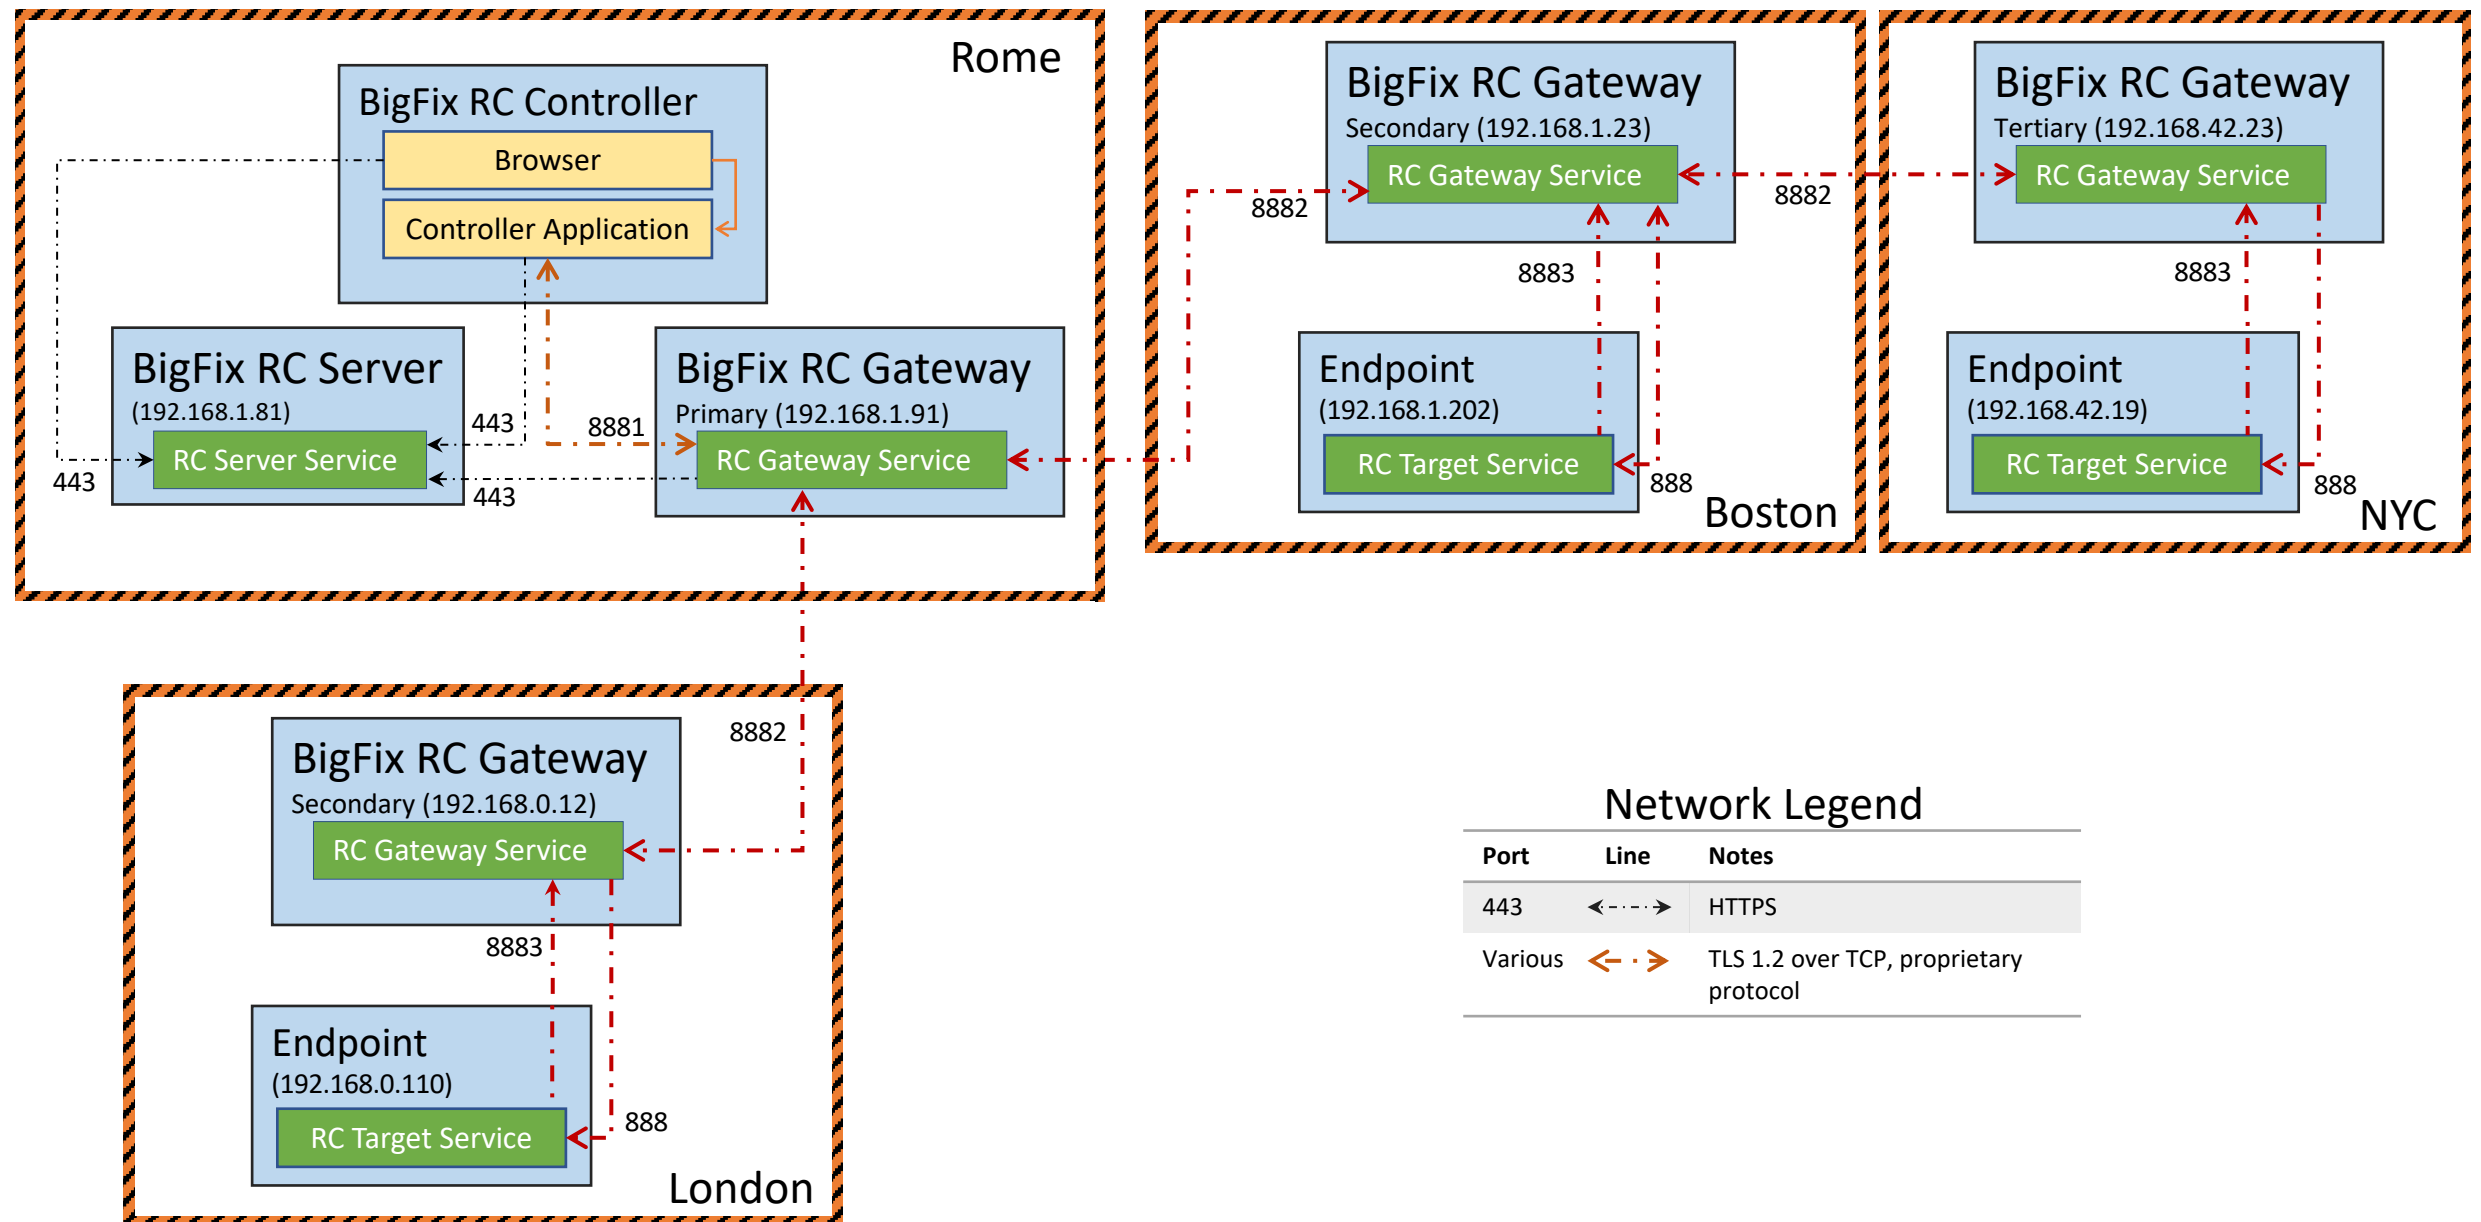 Rome
BigFix RC Controller
Browser
Controller Application
BigFix RC Server
(192.168.1.81)
RC Server Service
443
443
443
8881
BigFix RC Gateway
Primary (192.168.1.91)
RC Gateway Service
BigFix RC Gateway
Secondary (192.168.1.23)
RC Gateway Service
8882
8882
8883
Endpoint
(192.168.1.202)
RC Target Service
888
Boston
BigFix RC Gateway
Tertiary (192.168.42.23)
RC Gateway Service
8883
Endpoint
(192.168.42.19)
RC Target Service
888
NYC
BigFix RC Gateway
Secondary (192.168.0.12)
RC Gateway Service
8882
8883
Endpoint
(192.168.0.110)
RC Target Service
888
London
Network Legend
Port Line Notes
443 HTTPS
Various TLS 1.2 over TCP, proprietary
protocol